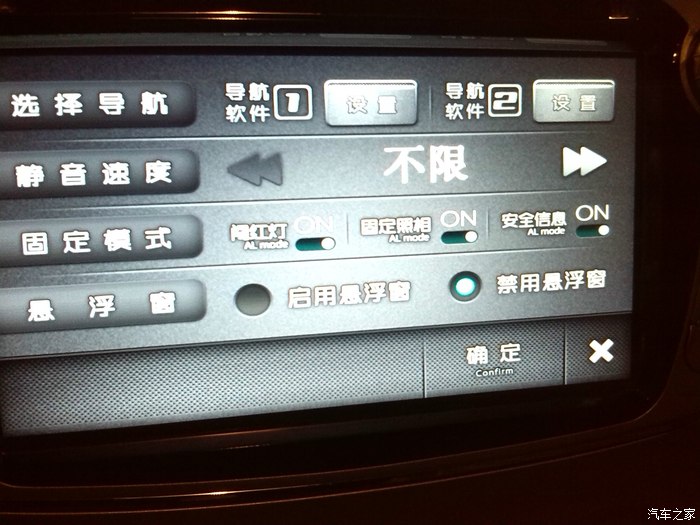 选择导航 导航软件 1 设置 导航软件 2 设置
静音速度 不限
固定模式 闯红灯 AL mode ON 固定照相 AL mode ON 安全信息 AL mode ON
悬浮窗 启用悬浮窗 禁用悬浮窗
确定
Confirm
汽车之家